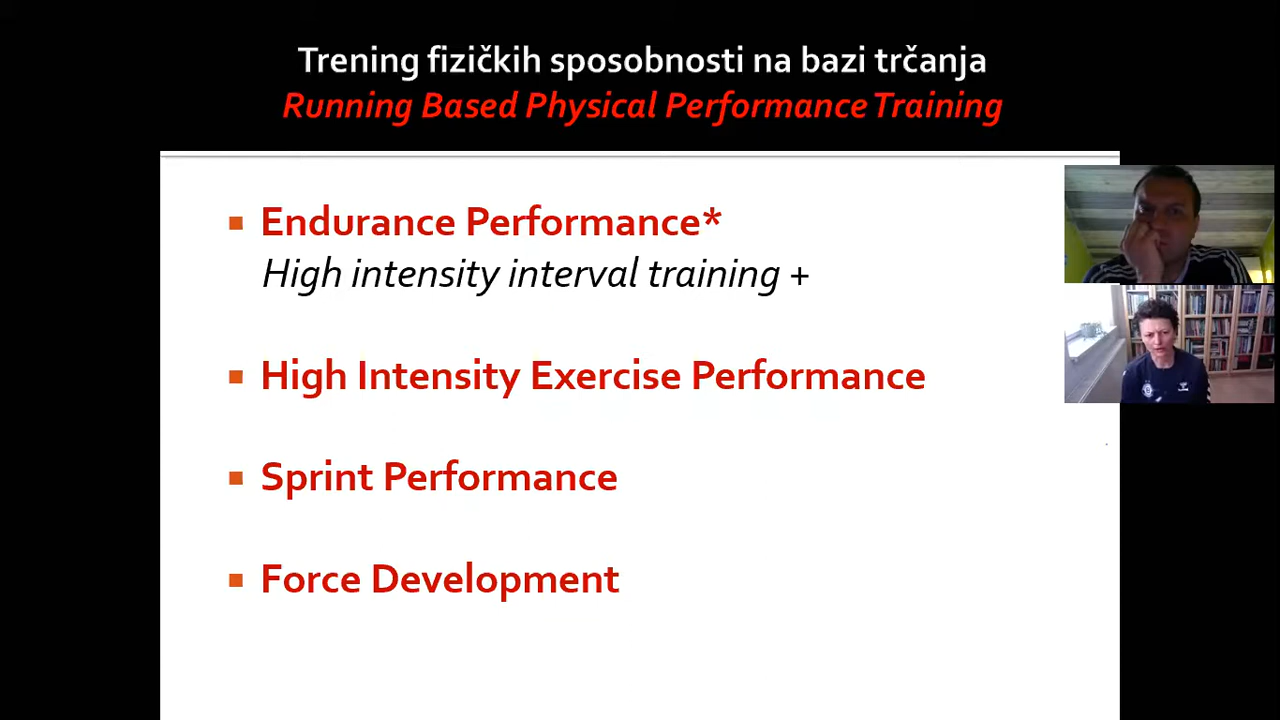 Trening fizičkih sposobnosti na bazi trčanja
Running Based Physical Performance Training
Endurance Performance*
High intensity interval training +
High Intensity Exercise Performance
Sprint Performance
Force Development